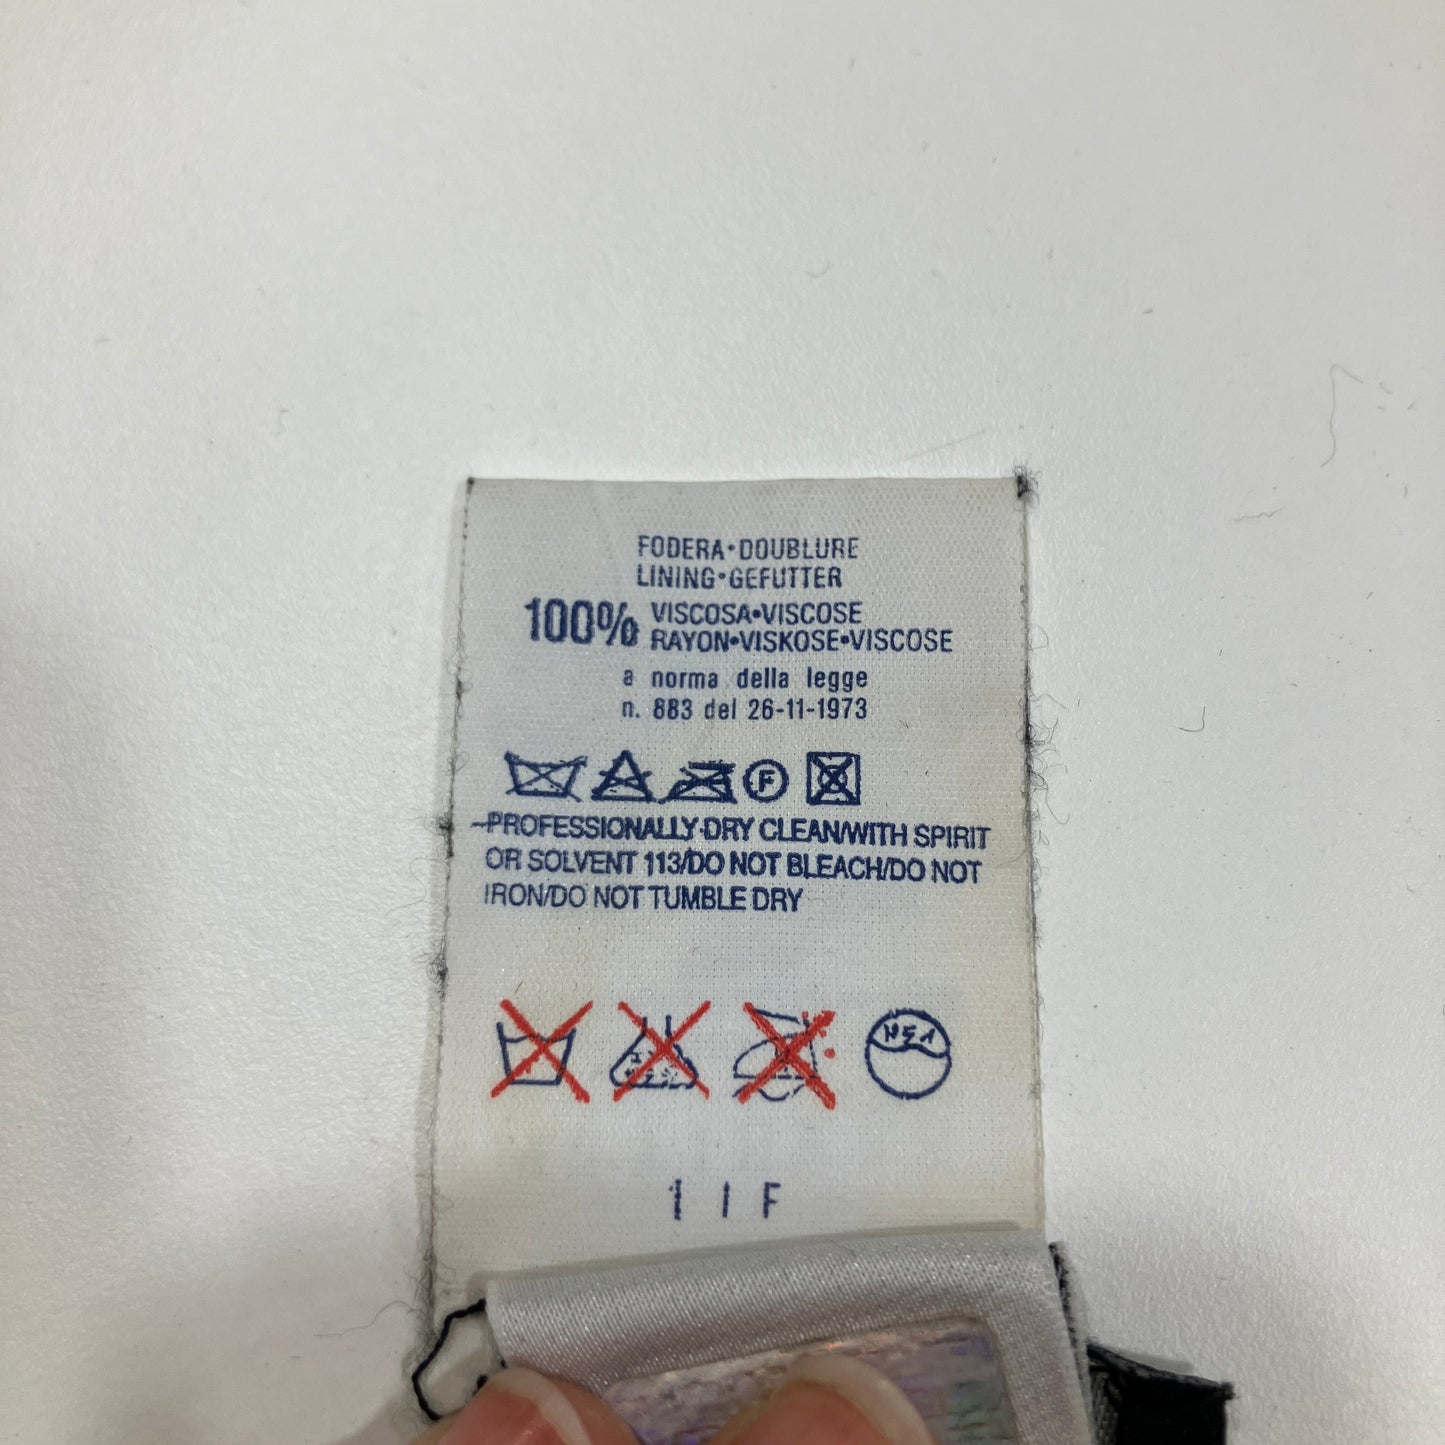 FODERA•DOUBLURE
LINING•GEFUTTER
100% VISCOSA•VISCOSE
RAYON•VISKOSE•VISCOSE
a norma della legge
n. 883 del 26-11-1973
F
PROFESSIONALLY DRY CLEAN/WITH SPIRIT
OR SOLVENT 113/DO NOT BLEACH/DO NOT
IRON/DO NOT TUMBLE DRY
1 I F